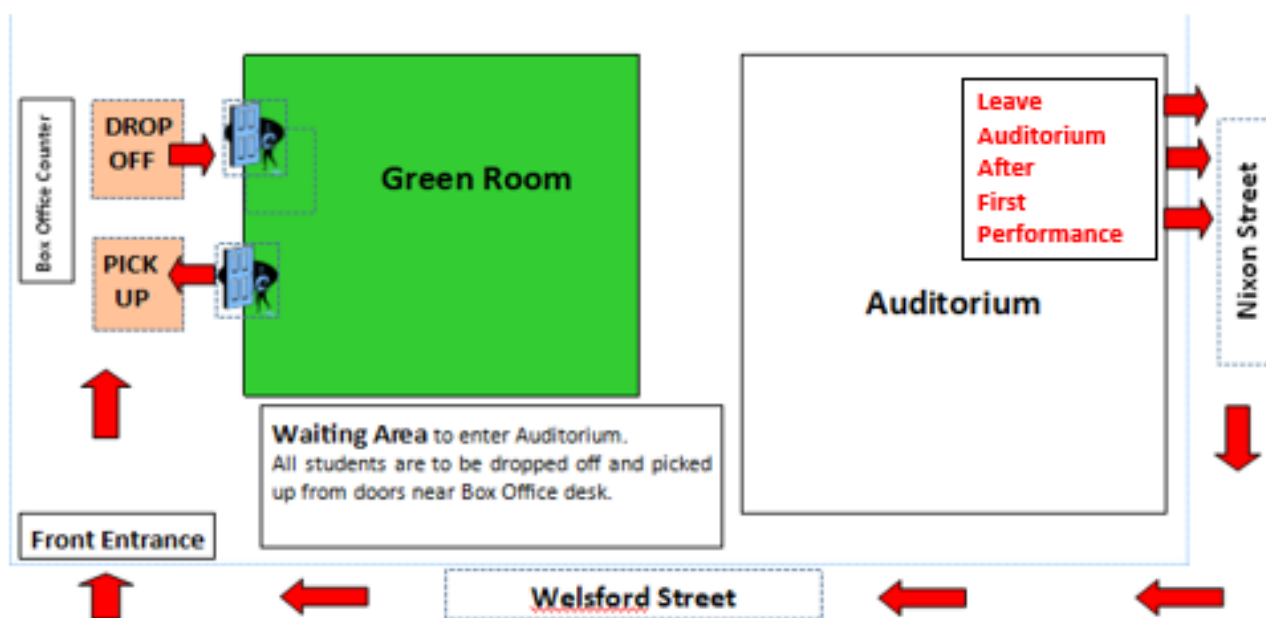 Box Office Counter
DROP
OFF
PICK
UP
Green Room
Leave
Auditorium
After
First
Performance
Auditorium
Nixon Street
Waiting Area to enter Auditorium.
All students are to be dropped off and picked
up from doors near Box Office desk.
Front Entrance
Welsford Street